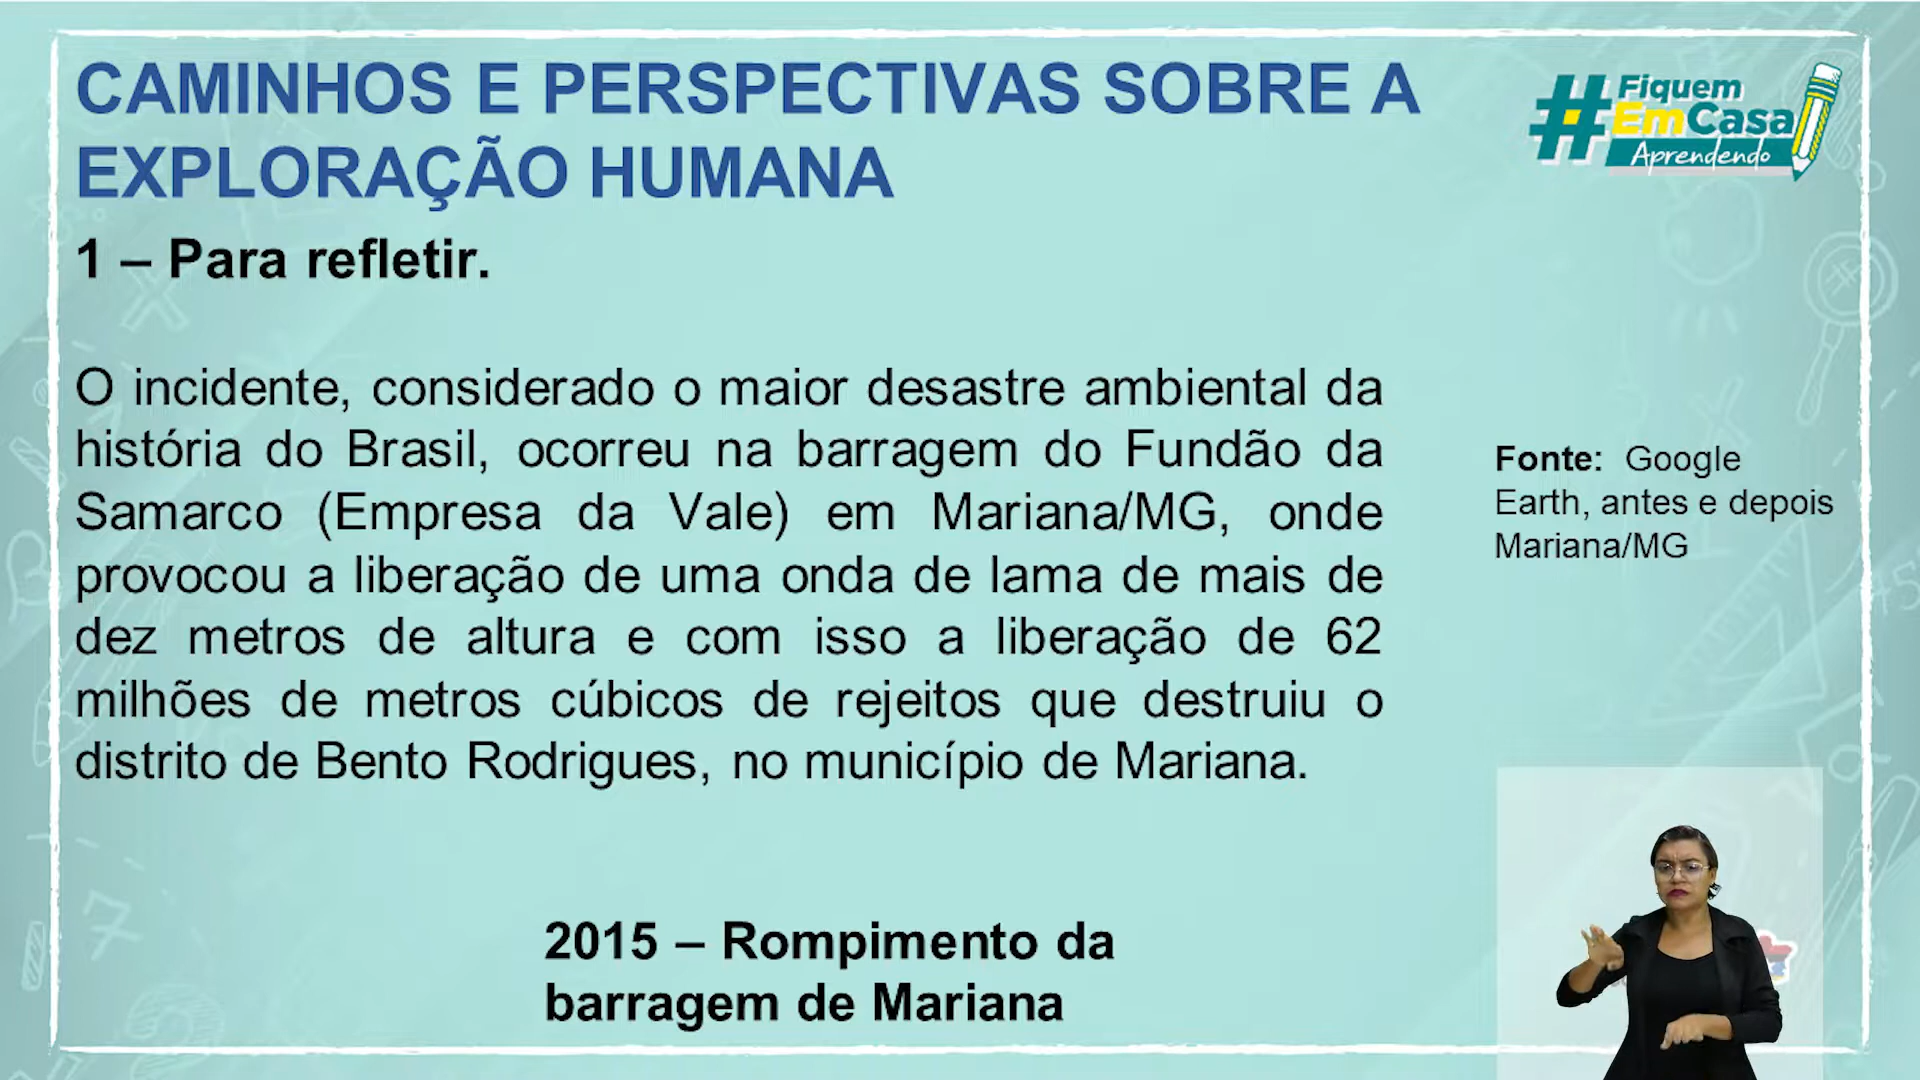 CAMINHOS E PERSPECTIVAS SOBRE A
EXPLORAÇÃO HUMANA
#Fiquem
EmCasa
Aprendendo
1 – Para refletir.
O incidente, considerado o maior desastre ambiental da
história do Brasil, ocorreu na barragem do Fundão da
Samarco (Empresa da Vale) em Mariana/MG, onde
provocou a liberação de uma onda de lama de mais de
dez metros de altura e com isso a liberação de 62
milhões de metros cúbicos de rejeitos que destruiu o
distrito de Bento Rodrigues, no município de Mariana.
Fonte: Google
Earth, antes e depois
Mariana/MG
2015 – Rompimento da
barragem de Mariana